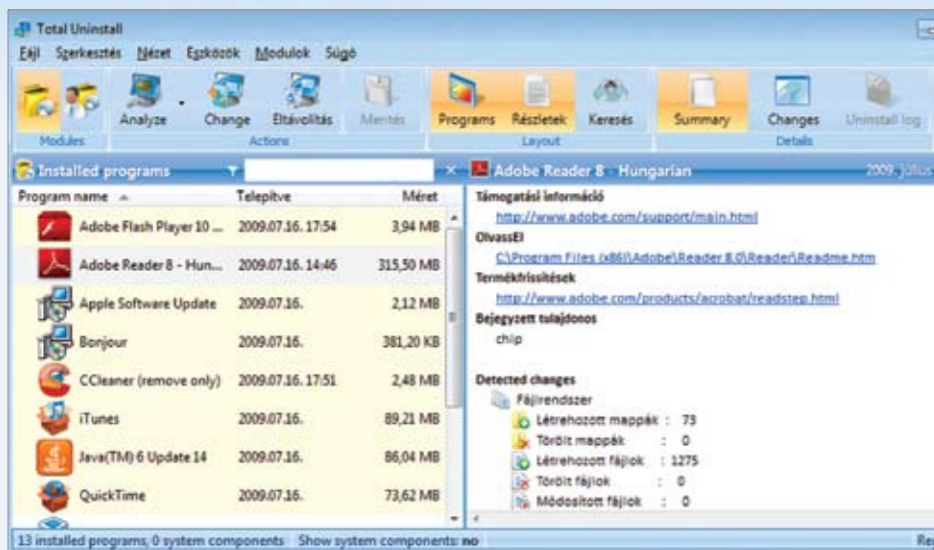 Total Uninstall
Fájl Szerkesztés Nézet Eszközök Modulok Súgó
Analyze Change Eltávolítás Mentés Programs Részletek Keresés Summary Changes Uninstall log
Modules Actions Layout Details
Installed programs
Adobe Reader 8 - Hungarian 2009. július
Program name Telepítve Méret
Adobe Flash Player 10 ... 2009.07.16. 17:54 3,94 MB
Adobe Reader 8 - Hun... 2009.07.16. 14:46 315,50 MB
Apple Software Update 2009.07.16. 2,12 MB
Bonjour 2009.07.16. 381,20 KB
CCleaner (remove only) 2009.07.16. 17:51 2,48 MB
iTunes 2009.07.16. 89,21 MB
Java(TM) 6 Update 14 2009.07.16. 86,04 MB
QuickTime 2009.07.16. 73,62 MB
Támogatási információ
http://www.adobe.com/support/main.html
OlvassEl
C:\Program Files (x86)\Adobe\Reader 8.0\Reader\Readme.htm
Termékfrissítések
http://www.adobe.com/products/acrobat/readstep.html
Bejegyzett tulajdonos
chip
Detected changes
Fájlrendszer
Létrehozott mappák : 73
Törölt mappák : 0
Létrehozott fájlok : 1275
Törölt fájlok : 0
Módosított fájlok : 0
13 installed programs, 0 system components Show system components: no